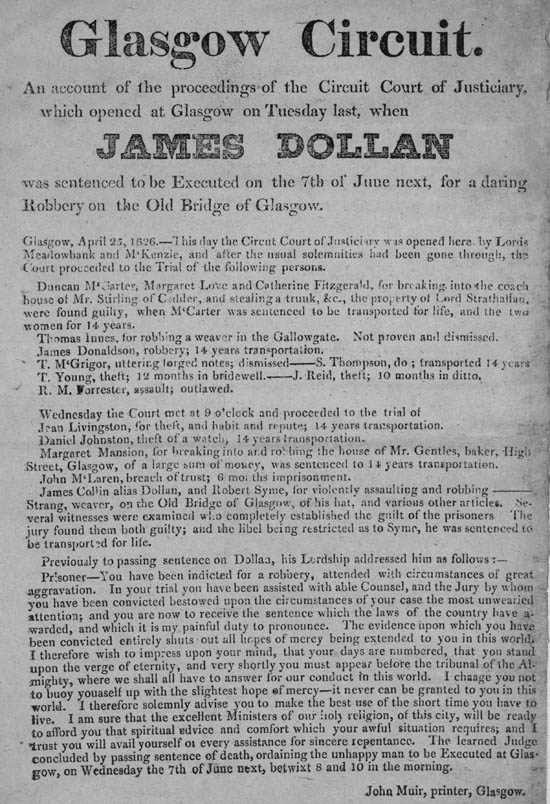 Glasgow Circuit.
An account of the proceedings of the Circuit Court of Justiciary,
which opened at Glasgow on Tuesday last, when
JAMES DOLLAN
was sentenced to be Executed on the 7th of June next, for a daring
Robbery on the Old Bridge of Glasgow.
Glasgow, April 25, 1826.—This day the Circut Court of Justiciary was opened here, by Lords
Meadowbank and McKenzie, and after the usual solemnities had been gone through, the
Court proceeded to the Trial of the following persons.
Duncan McCarter, Margaret Love and Catherine Fitzgerald, for breaking into the coach
house of Mr. Stirling of Cadder, and stealing a trunk, &c., the property of Lord Strathallan,
were found guilty, when McCarter was sentenced to be transported for life, and the two
women for 14 years.
Thomas Innes, for robbing a weaver in the Gallowgate. Not proven and dismissed.
James Donaldson, robbery; 14 years transportation.
T. McGrigor, uttering forged notes; dismissed——S. Thompson, do; transported 14 years
T. Young, theft; 12 months in bridewell.——J. Reid, theft; 10 months in ditto.
R. M. Forrester, assault; outlawed.
Wednesday the Court met at 9 o'clock and proceeded to the trial of
Jean Livingston, for theft, and habit and repute; 14 years transportation.
Daniel Johnston, theft of a watch, 14 years transportation.
Margaret Mansion, for breaking into and robbing the house of Mr. Gentles, baker, High
Street, Glasgow, of a large sum of money, was sentenced to 14 years transportation.
John McLaren, breach of trust; 6 months imprisonment.
James Collin alias Dollan, and Robert Syme, for violently assaulting and robbing ———
Strang, weaver, on the Old Bridge of Glasgow, of his hat, and various other articles. Se-
veral witnesses were examined who completely established the guilt of the prisoners The
jury found them both guilty; and the libel being restricted as to Syme, he was sentenced to
be transported for life.
Previously to passing sentence on Dollan, his Lordship addressed him as follows:—
Prisoner—You have been indicted for a robbery, attended with circumstances of great
aggravation. In your trial you have been assisted with able Counsel, and the Jury by whom
you have been convicted bestowed upon the circumstances of your case the most unwearied
attention; and you are now to receive the sentence which the laws of the country have a-
warded, and which it is my painful duty to pronounce. The evidence upon which you have
been convicted entirely shuts out all hopes of mercy being extended to you in this world,
I therefore wish to impress upon your mind, that your days are numbered, that you stand
upon the verge of eternity, and very shortly you must appear before the tribunal of the Al-
mighty, where we shall all have to answer for our conduct in this world. I chaage you not
to buoy youaself up with the slightest hope of mercy—it never can be granted to you in this
world. I therefore solemnly advise you to make the best use of the short time you have to
live. I am sure that the excellent Ministers of our holy religion, of this city, will be ready
to afford you that spiritual advice and comfort which your awful situation requires; and I
trust you will avail yourself of every assistance for sincere repentance. The learned Judge
concluded by passing sentence of death, ordaining the unhappy man to be Executed at Glas-
gow, on Wednesday the 7th of June next, betwixt 8 and 10 in the morning.
John Muir, printer, Glasgow.